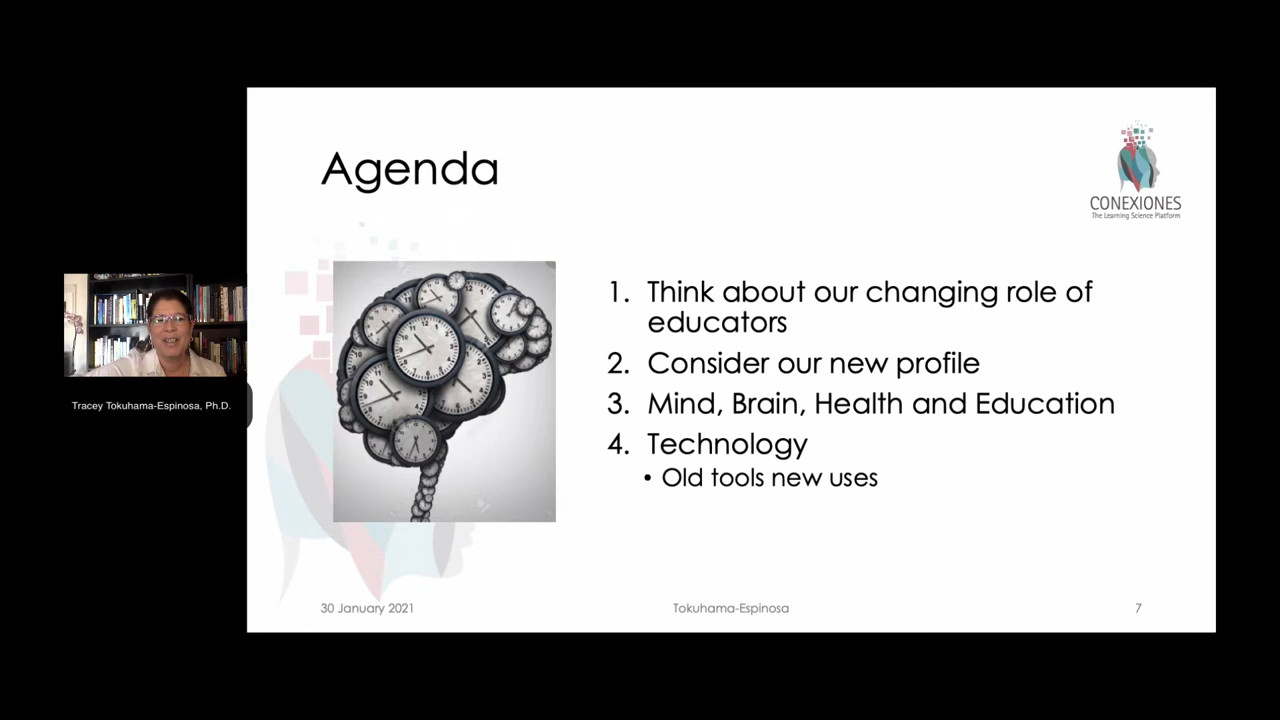 Agenda
CONEXIONES
The Learning Science Platform
1. Think about our changing role of
educators
2. Consider our new profile
3. Mind, Brain, Health and Education
4. Technology
• Old tools new uses
Tracey Tokuhama-Espinosa, Ph.D.
30 January 2021
Tokuhama-Espinosa
7